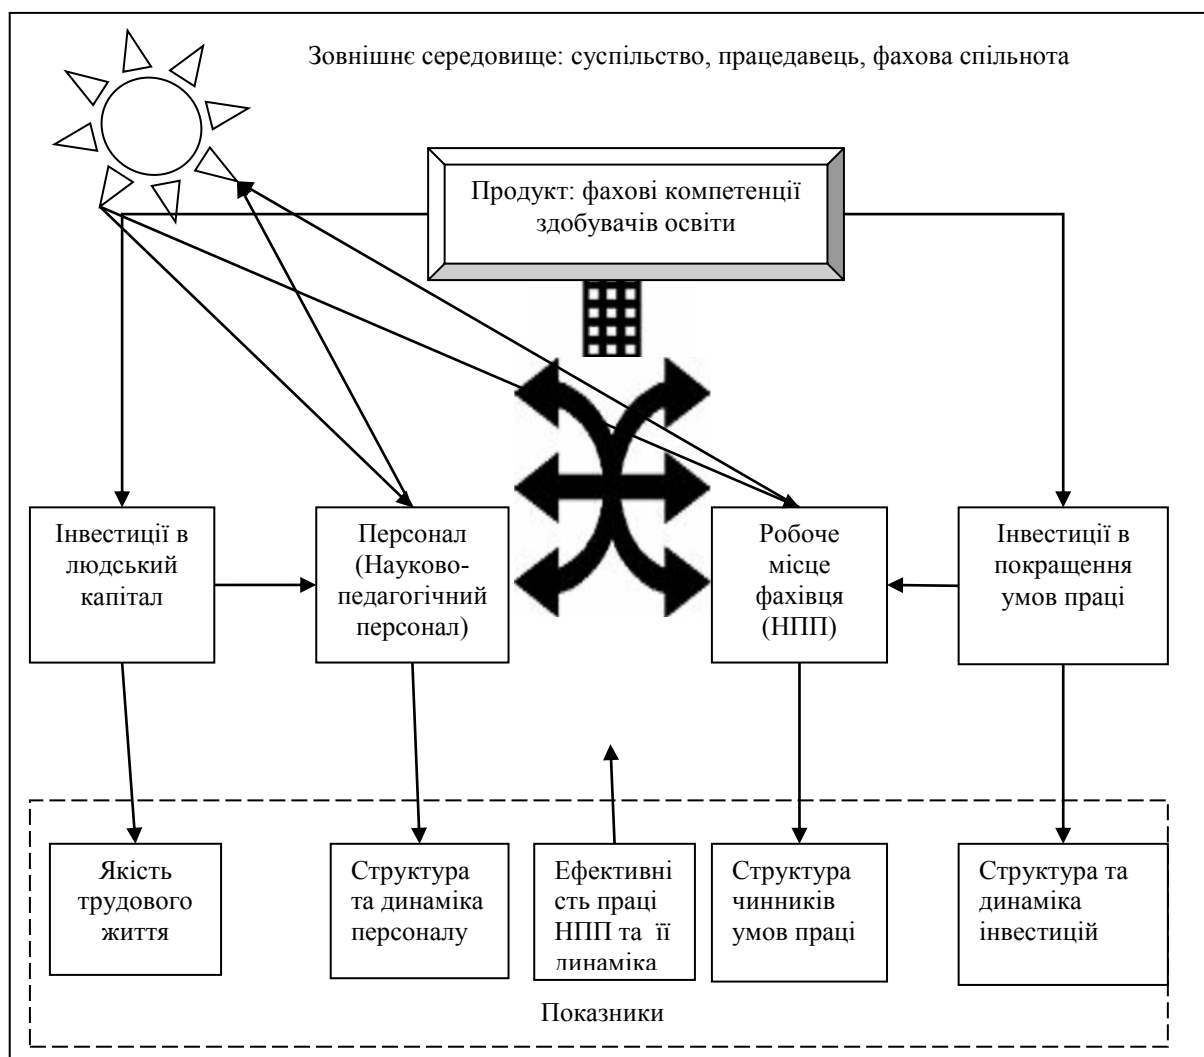 Зовнішнє середовище: суспільство, працедавець, фахова спільнота
Продукт: фахові компетенції
здобувачів освіти
Інвестиції в
людський
капітал
Персонал
(Науково-
педагогічний
персонал)
Робоче
місце
фахівця
(НПП)
Інвестиції в
покращення
умов праці
Якість
трудового
життя
Структура
та динаміка
персоналу
Ефективні
сть праці
НПП та її
динаміка
Структура
чинників
умов праці
Структура та
динаміка
інвестицій
Показники